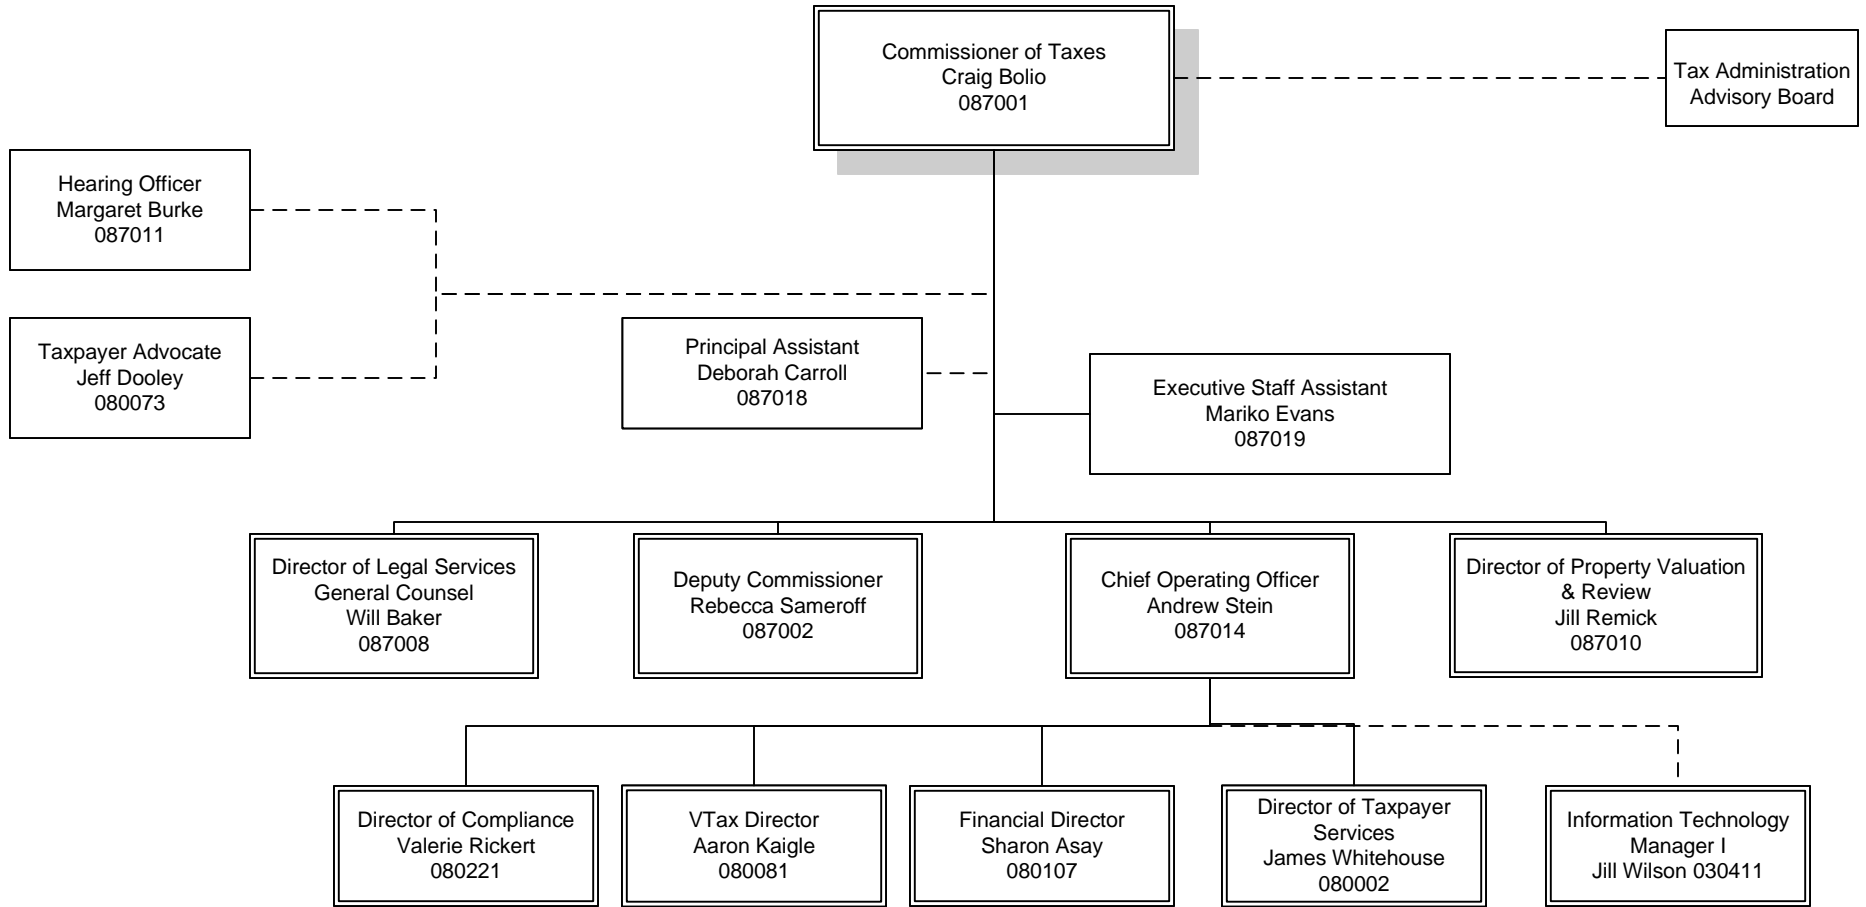 Commissioner of Taxes
Craig Bolio
087001
Tax Administration
Advisory Board
Hearing Officer
Margaret Burke
087011
Taxpayer Advocate
Jeff Dooley
080073
Principal Assistant
Deborah Carroll
087018
Executive Staff Assistant
Mariko Evans
087019
Director of Legal Services
General Counsel
Will Baker
087008
Deputy Commissioner
Rebecca Sameroff
087002
Chief Operating Officer
Andrew Stein
087014
Director of Property Valuation
& Review
Jill Remick
087010
Director of Compliance
Valerie Rickert
080221
VTax Director
Aaron Kaigle
080081
Financial Director
Sharon Asay
080107
Director of Taxpayer
Services
James Whitehouse
080002
Information Technology
Manager I
Jill Wilson 030411